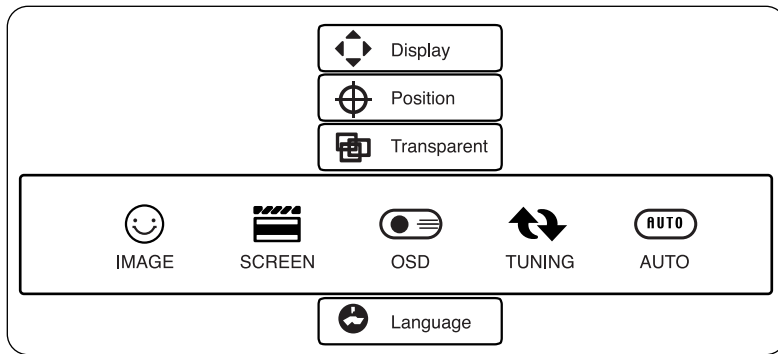 Display
Position
Transparent
AUTO
IMAGE SCREEN OSD TUNING AUTO
Language